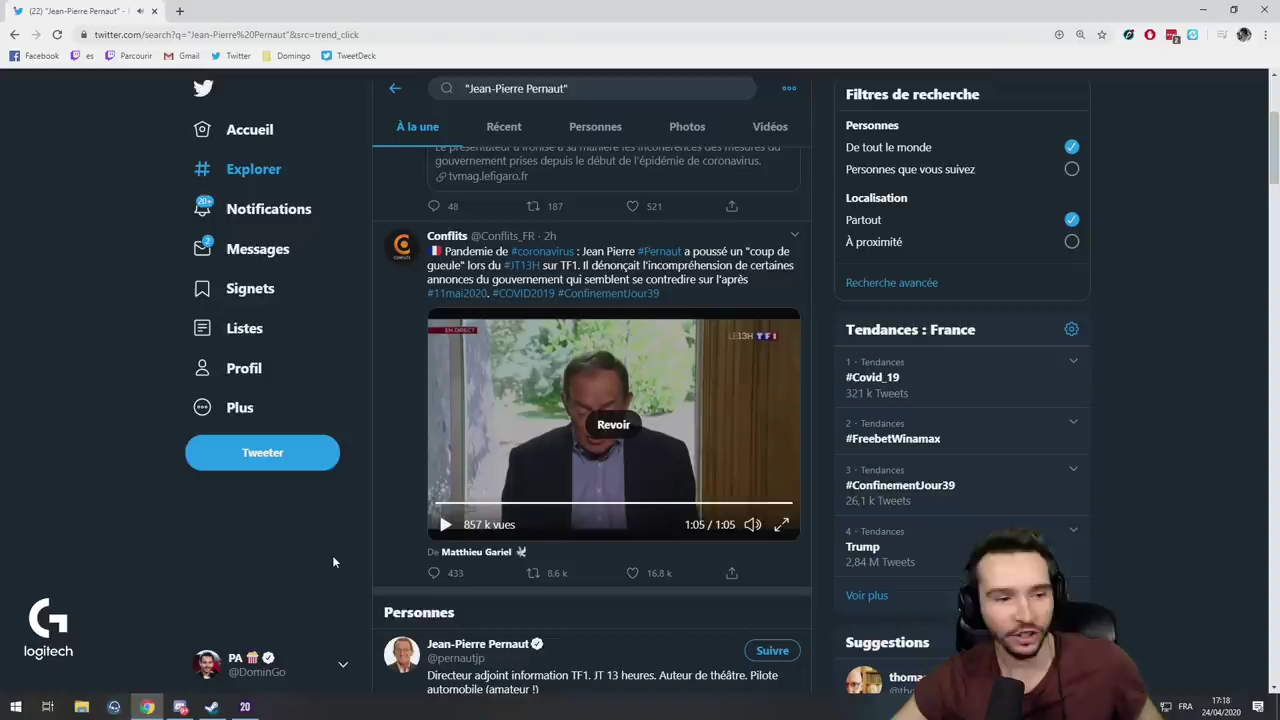 (22) "Jean-Pierre Pernaut" -
twitter.com/search?q="Jean-Pierre%20Pernaut"&src=trend_click
Facebook
es
Parcourir
Gmail
Twitter
Domingo
TweetDeck
2
Accueil
Explorer
20+
Notifications
2
Messages
Signets
Listes
Profil
Plus
Tweeter
logitech
PA
@DominGo
"Jean-Pierre Pernaut"
À la une
Récent
Personnes
Photos
Vidéos
Le présentateur a ironisé à sa manière les incohérences des mesures du
gouvernement prises depuis le début de l'épidémie de coronavirus.
tvmag.lefigaro.fr
48
187
521
CONFLITS
Conflits @Conflits_FR · 2h
Pandemie de #coronavirus : Jean Pierre #Pernaut a poussé un "coup de
gueule" lors du #JT13H sur TF1. Il dénonçait l'incompréhension de certaines
annonces du gouvernement qui semblent se contredire sur l'après
#11mai2020. #COVID2019 #ConfinementJour39
EN DIRECT
LE13H TF1
Revoir
857 k vues
1:05 / 1:05
De Matthieu Gariel
433
8,6 k
16,8 k
Personnes
Jean-Pierre Pernaut
@pernautjp
Suivre
Directeur adjoint information TF1. JT 13 heures. Auteur de théâtre. Pilote
automobile (amateur !)
Filtres de recherche
Personnes
De tout le monde
Personnes que vous suivez
Localisation
Partout
À proximité
Recherche avancée
Tendances : France
1 · Tendances
#Covid_19
321 k Tweets
2 · Tendances
#FreebetWinamax
3 · Tendances
#ConfinementJour39
26,1 k Tweets
4 · Tendances
Trump
2,84 M Tweets
Voir plus
Suggestions
thoma
20
FRA
17:18
24/04/2020